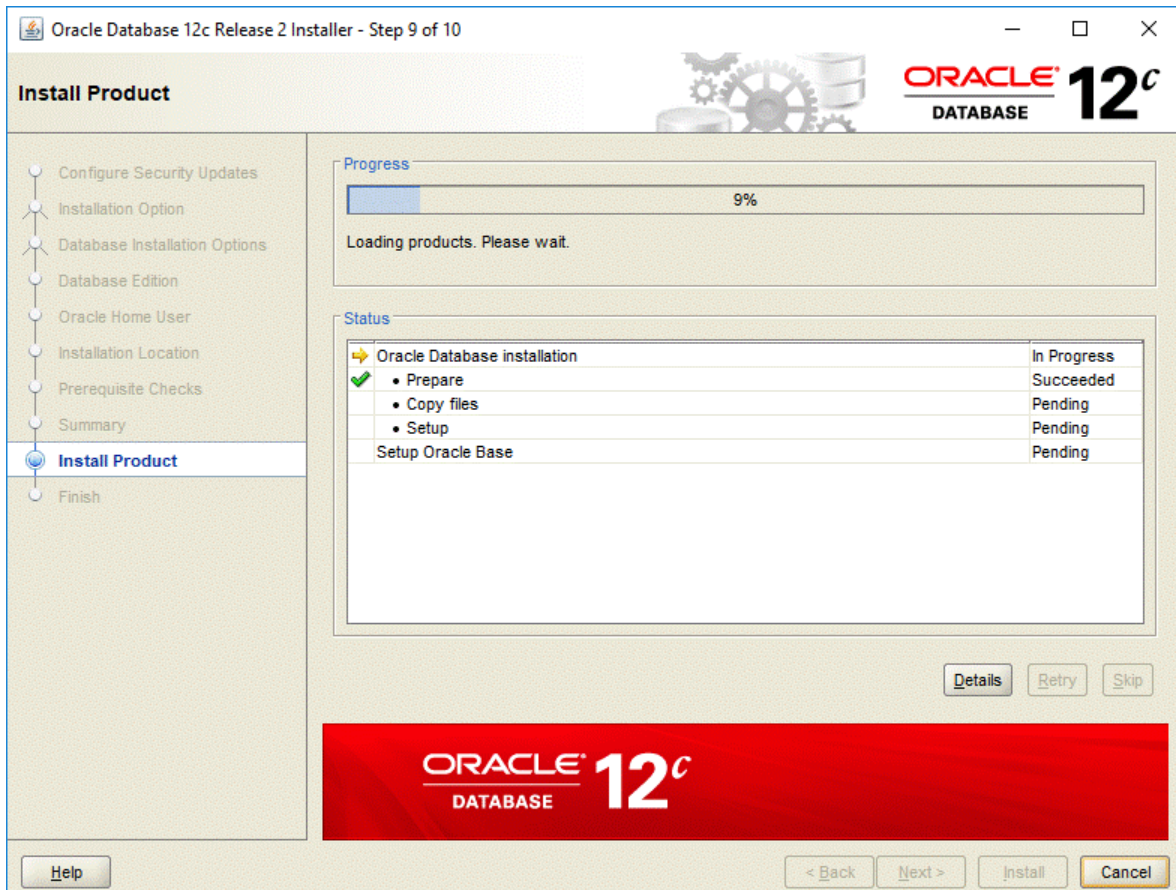 Oracle Database 12c Release 2 Installer - Step 9 of 10
Install Product
ORACLE
DATABASE
12c
Configure Security Updates
Installation Option
Database Installation Options
Database Edition
Oracle Home User
Installation Location
Prerequisite Checks
Summary
Install Product
Finish
Progress
9%
Loading products. Please wait.
Status
Oracle Database installation In Progress
• Prepare Succeeded
• Copy files Pending
• Setup Pending
Setup Oracle Base Pending
Details Retry Skip
ORACLE
DATABASE
12c
Help < Back Next > Install Cancel